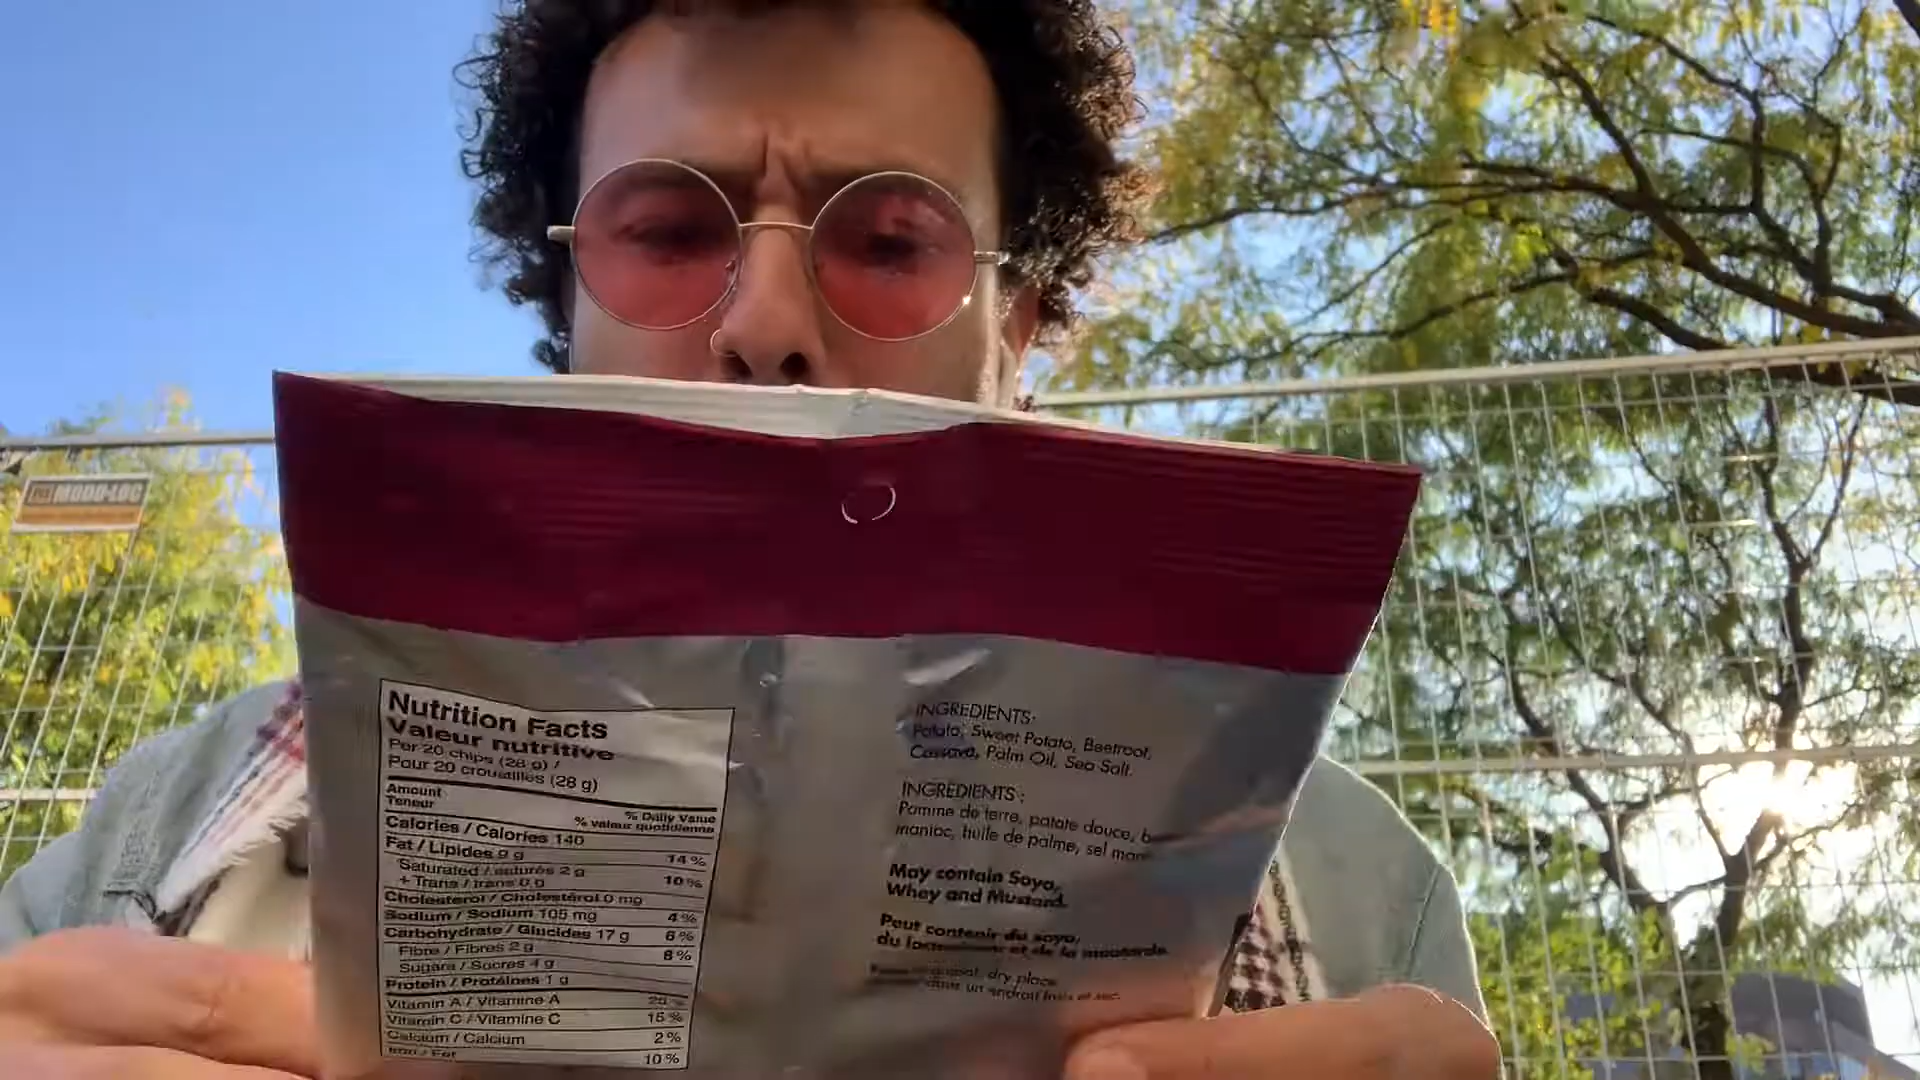 MODU-LOC
Nutrition Facts
Valeur nutritive
Per 20 chips (28 g) /
Pour 20 croustilles (28 g)
Amount
Teneur
% Daily Value
% valeur quotidienne
Calories / Calories 140
Fat / Lipides 9 g 14 %
Saturated / saturés 2 g
+ Trans / trans 0 g 10 %
Cholesterol / Cholestérol 0 mg
Sodium / Sodium 105 mg 4 %
Carbohydrate / Glucides 17 g 6 %
Fibre / Fibres 2 g 8 %
Sugars / Sucres 4 g
Protein / Protéines 1 g
Vitamin A / Vitamine A
Vitamin C / Vitamine C 15 %
Calcium / Calcium 2 %
Iron / Fer 10 %
INGREDIENTS:
Potato, Sweet Potato, Beetroot,
Cassava, Palm Oil, Sea Salt.
INGRÉDIENTS :
Pomme de terre, patate douce,
manioc, huile de palme, sel
May contain Soya,
Whey and Mustard.
Peut contenir du soya,
du et de la moutarde.
dry place
dans un endroit frais et sec.